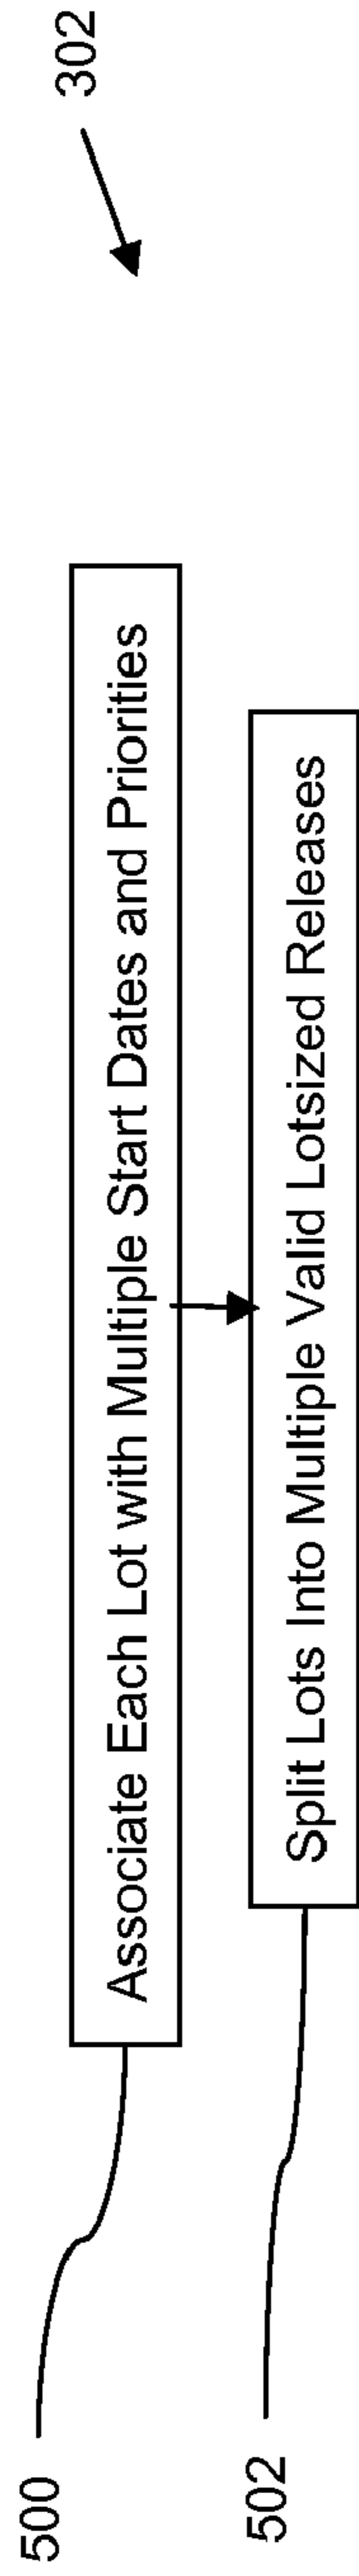 302
500
Associate Each Lot with Multiple Start Dates and Priorities
502
Split Lots Into Multiple Valid Lotsized Releases